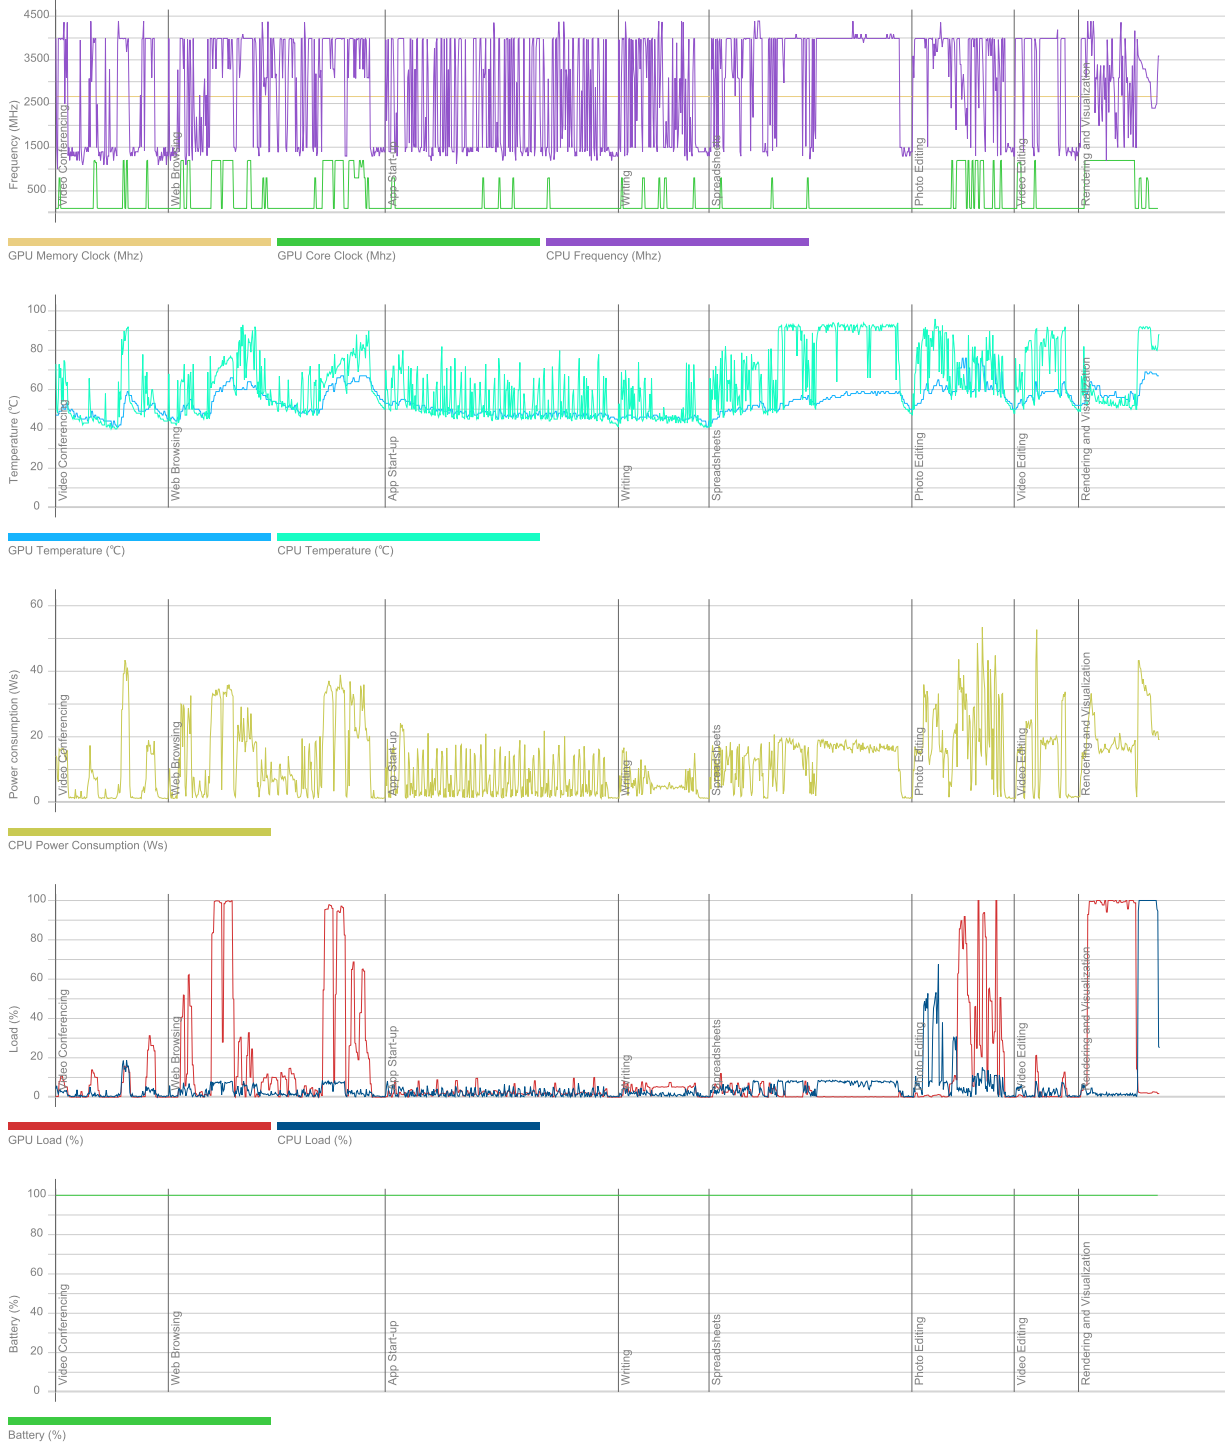 4500
3500
2500
1500
500
Frequency (MHz)
Video Conferencing
Web Browsing
App Start-up
Writing
Spreadsheets
Photo Editing
Video Editing
Rendering and Visualization
GPU Memory Clock (Mhz)
GPU Core Clock (Mhz)
CPU Frequency (Mhz)
100
80
60
40
20
0
Temperature (°C)
Video Conferencing
Web Browsing
App Start-up
Writing
Spreadsheets
Photo Editing
Video Editing
Rendering and Visualization
GPU Temperature (°C)
CPU Temperature (°C)
60
40
20
0
Power consumption (Ws)
Video Conferencing
Web Browsing
App Start-up
Writing
Spreadsheets
Photo Editing
Video Editing
Rendering and Visualization
CPU Power Consumption (Ws)
100
80
60
40
20
0
Load (%)
Video Conferencing
Web Browsing
App Start-up
Writing
Spreadsheets
Photo Editing
Video Editing
Rendering and Visualization
GPU Load (%)
CPU Load (%)
100
80
60
40
20
0
Battery (%)
Video Conferencing
Web Browsing
App Start-up
Writing
Spreadsheets
Photo Editing
Video Editing
Rendering and Visualization
Battery (%)